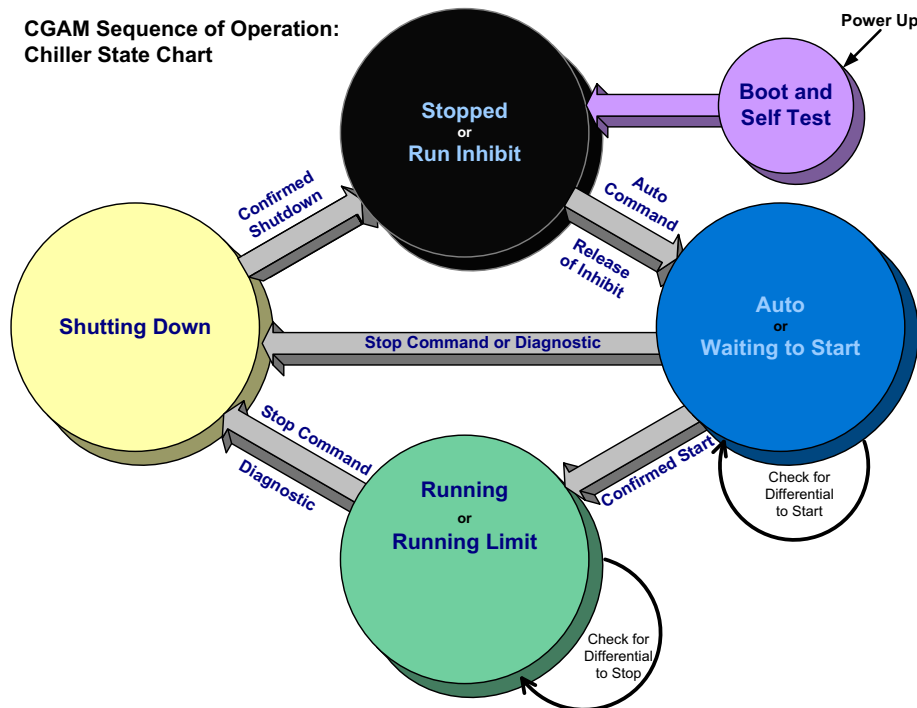 CGAM Sequence of Operation:
Chiller State Chart
Power Up
Boot and
Self Test
Stopped
or
Run Inhibit
Confirmed
Shutdown
Auto
Command
Release
of Inhibit
Shutting Down
Stop Command or Diagnostic
Auto
or
Waiting to Start
Stop Command
Diagnostic
Confirmed Start
Check for
Differential
to Start
Running
or
Running Limit
Check for
Differential
to Stop